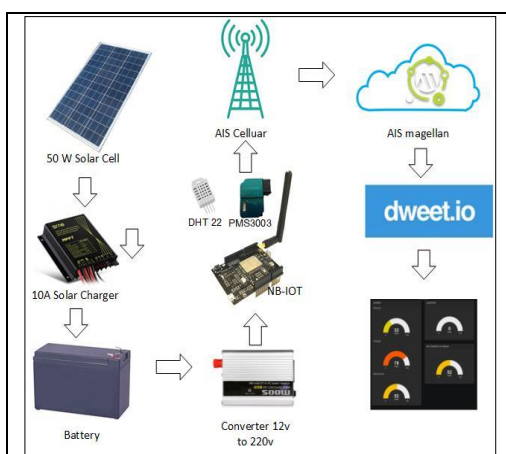 50 W Solar Cell
10A Solar Charger
Battery
Converter 12v
to 220v
500W
NB-IOT
DHT 22
PMS3003
AIS Celluar
AIS magellan
dweet.io